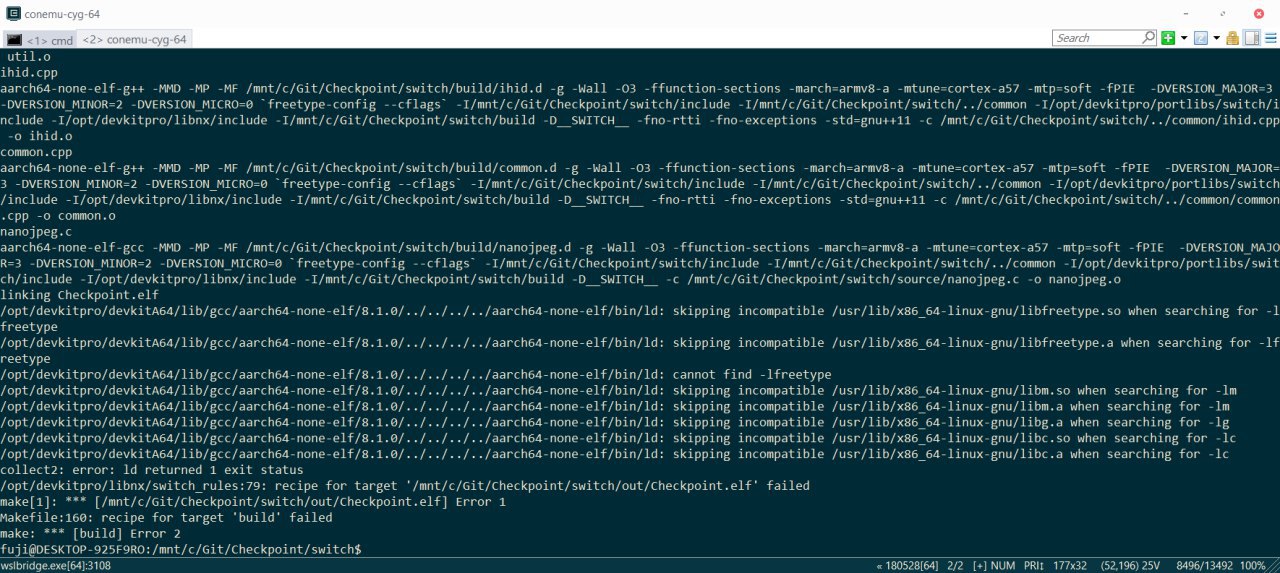 conemu-cyg-64
<1> cmd <2> conemu-cyg-64 Search
util.o
ihid.cpp
aarch64-none-elf-g++ -MMD -MP -MF /mnt/c/Git/Checkpoint/switch/build/ihid.d -g -Wall -O3 -ffunction-sections -march=armv8-a -mtune=cortex-a57 -mtp=soft -fPIE  -DVERSION_MAJOR=3
-DVERSION_MINOR=2 -DVERSION_MICRO=0 `freetype-config --cflags` -I/mnt/c/Git/Checkpoint/switch/include -I/mnt/c/Git/Checkpoint/switch/../common -I/opt/devkitpro/portlibs/switch/i
nclude -I/opt/devkitpro/libnx/include -I/mnt/c/Git/Checkpoint/switch/build -D__SWITCH__ -fno-rtti -fno-exceptions -std=gnu++11 -c /mnt/c/Git/Checkpoint/switch/../common/ihid.cpp
-o ihid.o
common.cpp
aarch64-none-elf-g++ -MMD -MP -MF /mnt/c/Git/Checkpoint/switch/build/common.d -g -Wall -O3 -ffunction-sections -march=armv8-a -mtune=cortex-a57 -mtp=soft -fPIE  -DVERSION_MAJOR=
3 -DVERSION_MINOR=2 -DVERSION_MICRO=0 `freetype-config --cflags` -I/mnt/c/Git/Checkpoint/switch/include -I/mnt/c/Git/Checkpoint/switch/../common -I/opt/devkitpro/portlibs/switch
/include -I/opt/devkitpro/libnx/include -I/mnt/c/Git/Checkpoint/switch/build -D__SWITCH__ -fno-rtti -fno-exceptions -std=gnu++11 -c /mnt/c/Git/Checkpoint/switch/../common/common
.cpp -o common.o
nanojpeg.c
aarch64-none-elf-gcc -MMD -MP -MF /mnt/c/Git/Checkpoint/switch/build/nanojpeg.d -g -Wall -O3 -ffunction-sections -march=armv8-a -mtune=cortex-a57 -mtp=soft -fPIE  -DVERSION_MAJO
R=3 -DVERSION_MINOR=2 -DVERSION_MICRO=0 `freetype-config --cflags` -I/mnt/c/Git/Checkpoint/switch/include -I/mnt/c/Git/Checkpoint/switch/../common -I/opt/devkitpro/portlibs/swit
ch/include -I/opt/devkitpro/libnx/include -I/mnt/c/Git/Checkpoint/switch/build -D__SWITCH__ -c /mnt/c/Git/Checkpoint/switch/source/nanojpeg.c -o nanojpeg.o
linking Checkpoint.elf
/opt/devkitpro/devkitA64/lib/gcc/aarch64-none-elf/8.1.0/../../../../aarch64-none-elf/bin/ld: skipping incompatible /usr/lib/x86_64-linux-gnu/libfreetype.so when searching for -l
freetype
/opt/devkitpro/devkitA64/lib/gcc/aarch64-none-elf/8.1.0/../../../../aarch64-none-elf/bin/ld: skipping incompatible /usr/lib/x86_64-linux-gnu/libfreetype.a when searching for -lf
reetype
/opt/devkitpro/devkitA64/lib/gcc/aarch64-none-elf/8.1.0/../../../../aarch64-none-elf/bin/ld: cannot find -lfreetype
/opt/devkitpro/devkitA64/lib/gcc/aarch64-none-elf/8.1.0/../../../../aarch64-none-elf/bin/ld: skipping incompatible /usr/lib/x86_64-linux-gnu/libm.so when searching for -lm
/opt/devkitpro/devkitA64/lib/gcc/aarch64-none-elf/8.1.0/../../../../aarch64-none-elf/bin/ld: skipping incompatible /usr/lib/x86_64-linux-gnu/libm.a when searching for -lm
/opt/devkitpro/devkitA64/lib/gcc/aarch64-none-elf/8.1.0/../../../../aarch64-none-elf/bin/ld: skipping incompatible /usr/lib/x86_64-linux-gnu/libg.a when searching for -lg
/opt/devkitpro/devkitA64/lib/gcc/aarch64-none-elf/8.1.0/../../../../aarch64-none-elf/bin/ld: skipping incompatible /usr/lib/x86_64-linux-gnu/libc.so when searching for -lc
/opt/devkitpro/devkitA64/lib/gcc/aarch64-none-elf/8.1.0/../../../../aarch64-none-elf/bin/ld: skipping incompatible /usr/lib/x86_64-linux-gnu/libc.a when searching for -lc
collect2: error: ld returned 1 exit status
/opt/devkitpro/libnx/switch_rules:79: recipe for target '/mnt/c/Git/Checkpoint/switch/out/Checkpoint.elf' failed
make[1]: *** [/mnt/c/Git/Checkpoint/switch/out/Checkpoint.elf] Error 1
Makefile:160: recipe for target 'build' failed
make: *** [build] Error 2
fuji@DESKTOP-925F9RO:/mnt/c/Git/Checkpoint/switch$
wslbridge.exe[64]:3108 « 180528[64] 2/2 [+] NUM PRI↕ 177x32 (52,196) 25V 8496/13492 100%